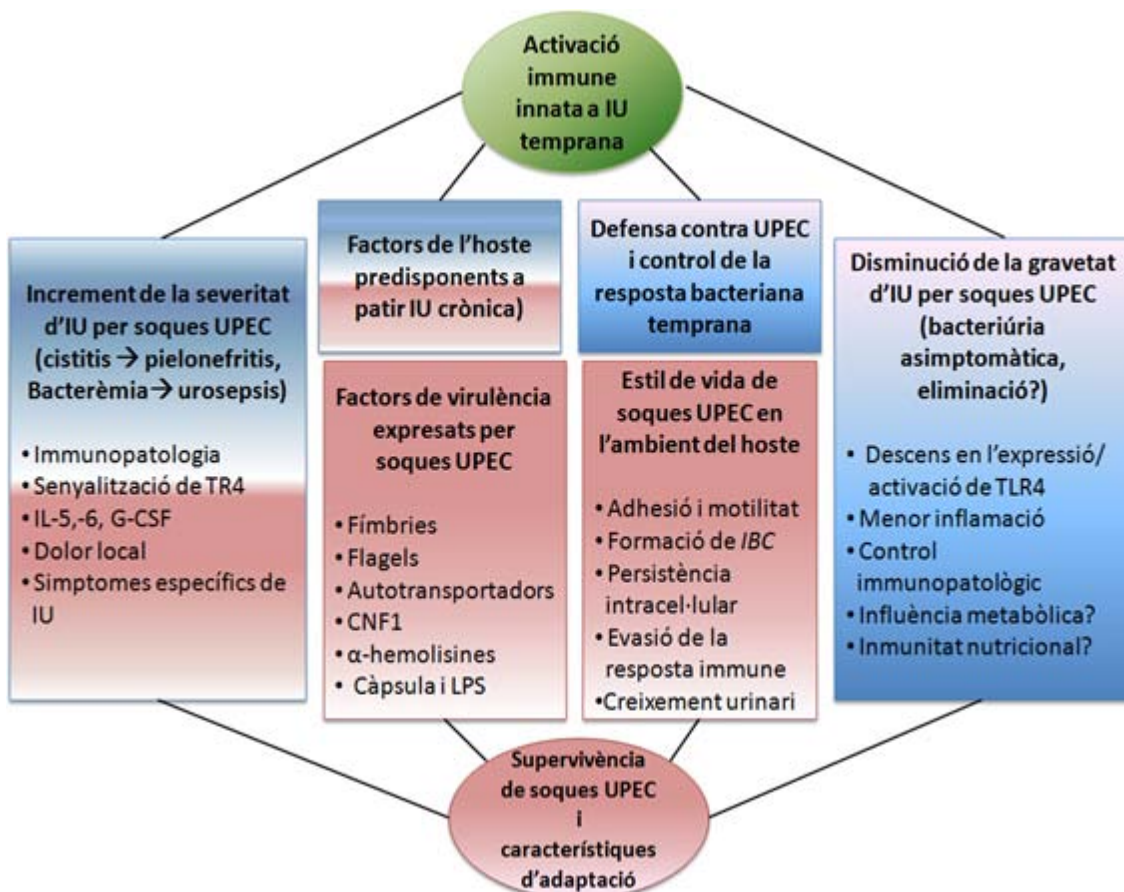 Activació
immune
innata a IU
temprana
Increment de la severitat
d'IU per soques UPEC
(cistitis → pielonefritis,
Bacterèmia→ urosepsis)
• Immunopatologia
• Senyalització de TR4
• IL-5,-6, G-CSF
• Dolor local
• Simptomes específics de
IU
Factors de l'hoste
predisponents a
patir IU crònica)
Factors de virulència
expresats per
soques UPEC
• Fímbries
• Flagels
• Autotransportadors
• CNF1
• α-hemolisines
• Càpsula i LPS
Defensa contra UPEC
i control de la
resposta bacteriana
temprana
Estil de vida de
soques UPEC en
l'ambient del hoste
• Adhesió i motilitat
• Formació de IBC
• Persistència
intracel·lular
• Evasió de la
resposta immune
•Creixement urinari
Disminució de la gravetat
d'IU per soques UPEC
(bacteriúria
asimptomàtica,
eliminació?)
• Descens en l'expressió/
activació de TLR4
• Menor inflamació
• Control
immunopatològic
• Influència metabòlica?
• Inmunitat nutricional?
Supervivència
de soques UPEC
i
característiques
d'adaptació